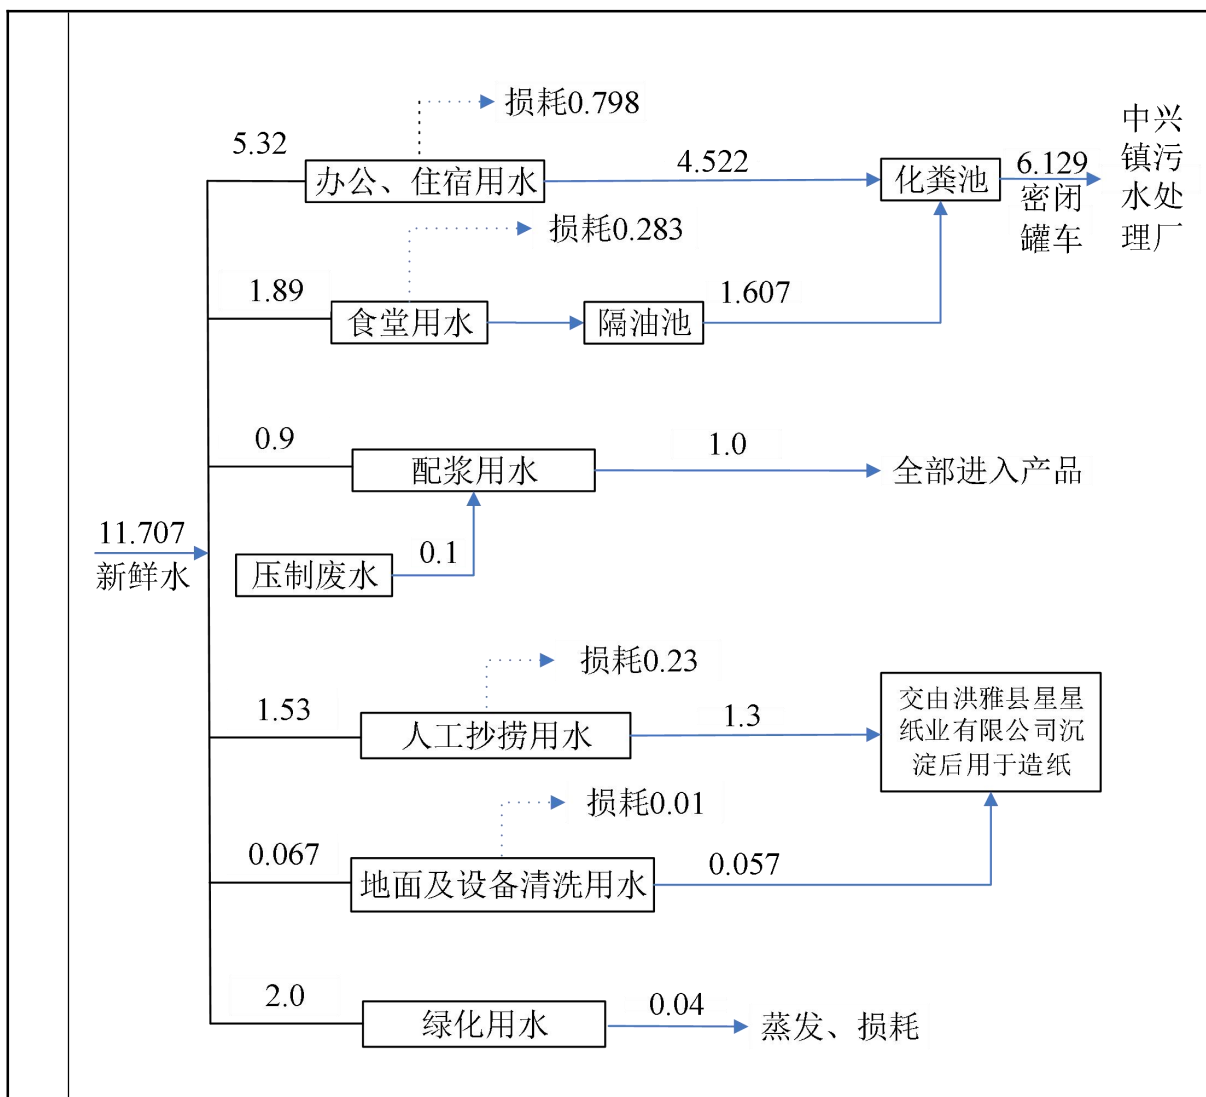 损耗0.798
5.32
办公、住宿用水
4.522
化粪池
6.129
密闭
罐车
中兴
镇污
水处
理厂
损耗0.283
1.89
食堂用水
隔油池
1.607
0.9
配浆用水
1.0
全部进入产品
11.707
新鲜水
压制废水
0.1
损耗0.23
1.53
人工抄捞用水
1.3
交由洪雅县星星
纸业有限公司沉
淀后用于造纸
损耗0.01
0.067
地面及设备清洗用水
0.057
2.0
绿化用水
0.04
蒸发、损耗